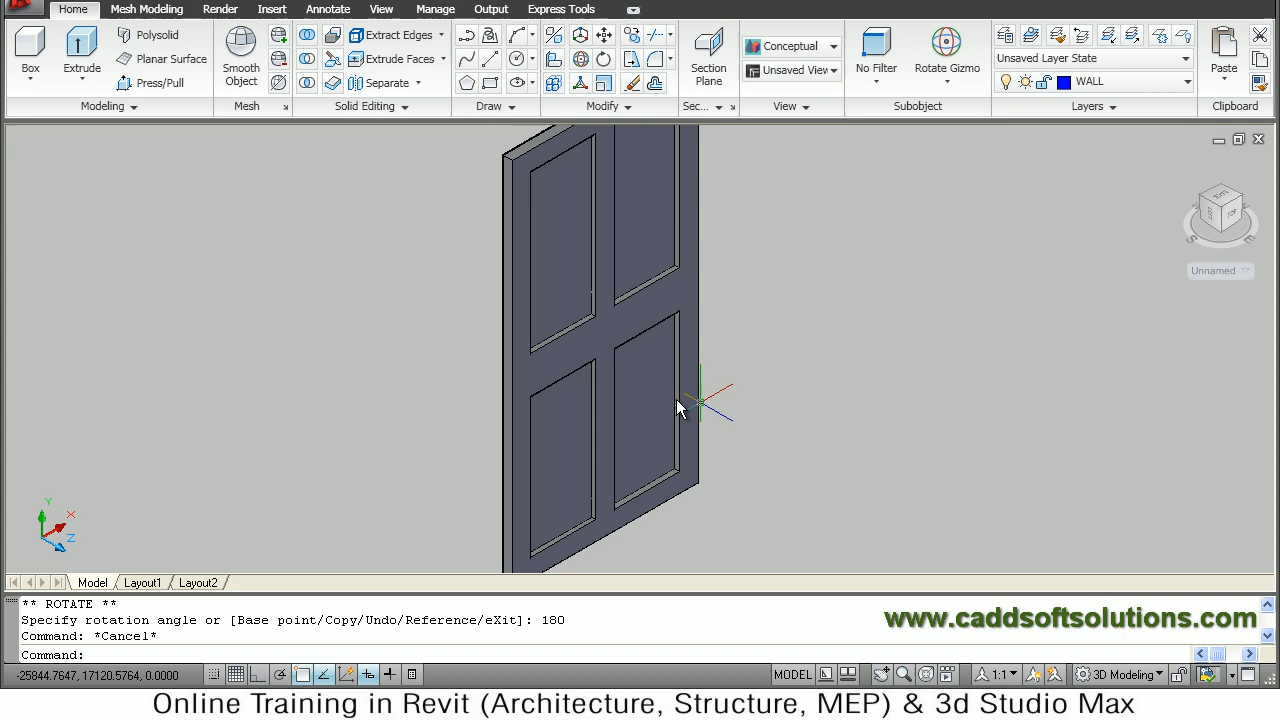 Home Mesh Modeling Render Insert Annotate View Manage Output Express Tools
Box Extrude Polysolid Planar Surface Press/Pull Smooth Object Extract Edges Extrude Faces Separate Section Plane Conceptual Unsaved View No Filter Rotate Gizmo Unsaved Layer State WALL Paste
Modeling Mesh Solid Editing Draw Modify Sec... View Subobject Layers Clipboard
S E
Unnamed
Y
X
Z
Model Layout1 Layout2
** ROTATE **
Specify rotation angle or [Base point/Copy/Undo/Reference/eXit]: 180
Command: *Cancel*
Command:
www.caddsoftsolutions.com
-25844.7647, 17120.5764, 0.0000 MODEL 1:1 3D Modeling
Online Training in Revit (Architecture, Structure, MEP) & 3d Studio Max